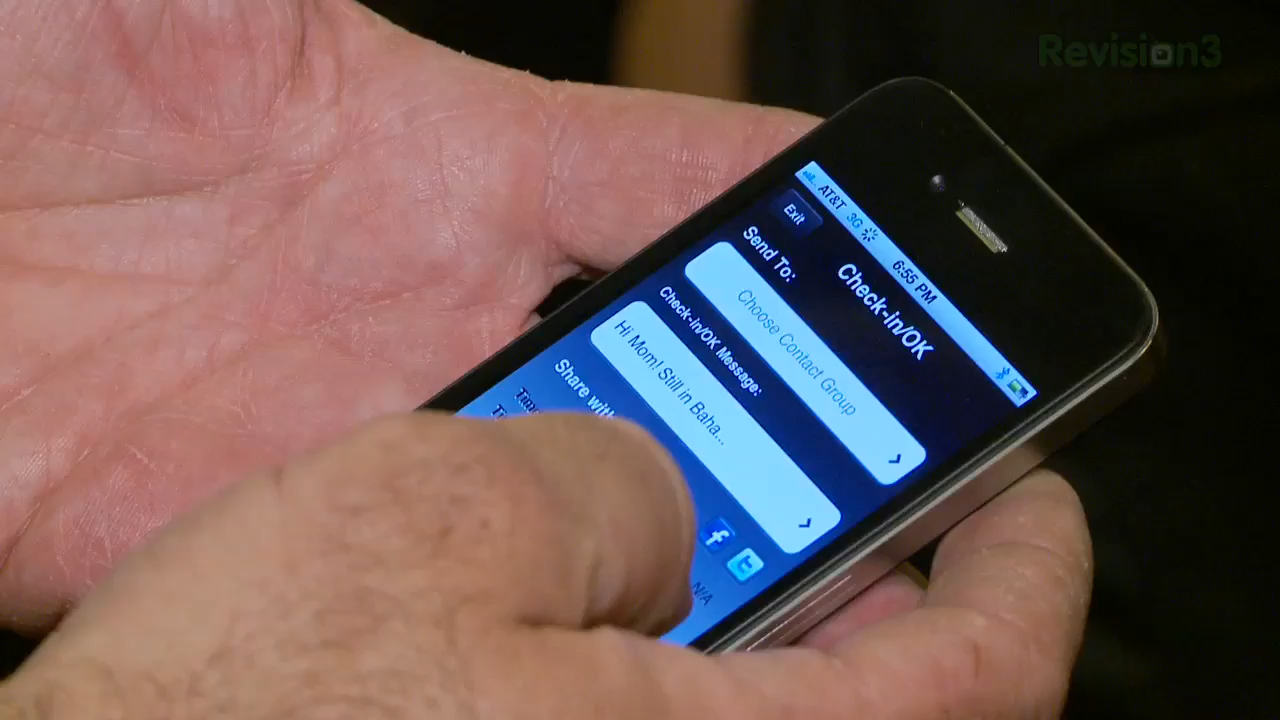 Revision3
AT&T 3G 6:55 PM
Exit
Check-in/OK
Send To:
Choose Contact Group
Check-in/OK Message:
Hi Mom! Still in Baha...
Share with
f
t
N/A